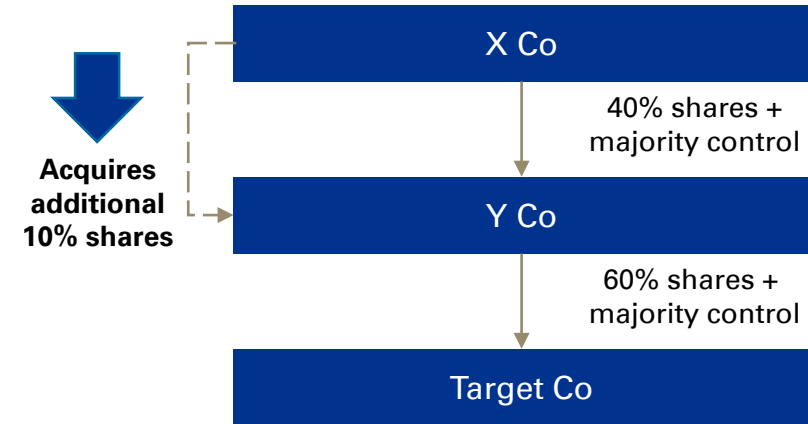 X Co
40% shares +
majority control
Acquires
additional
10% shares
Y Co
60% shares +
majority control
Target Co